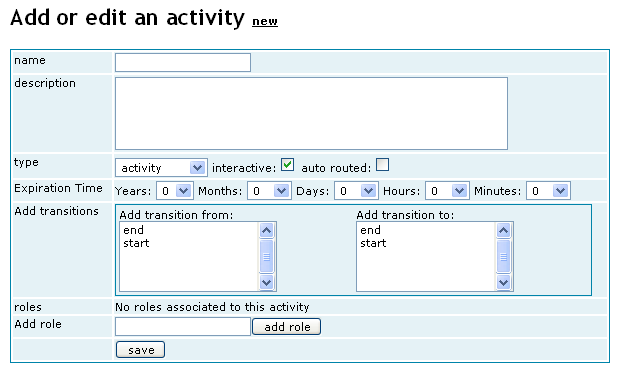 Add or edit an activity new
name
description
type activity interactive: auto routed:
Expiration Time Years: 0 Months: 0 Days: 0 Hours: 0 Minutes: 0
Add transitions Add transition from: Add transition to:
end end
start start
roles No roles associated to this activity
Add role add role
save